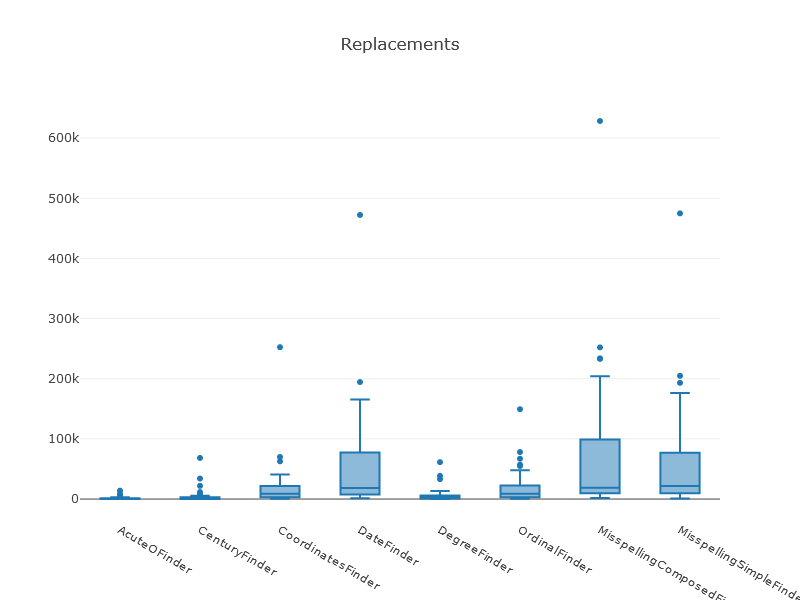 Replacements
600k
500k
400k
300k
200k
100k
0
AcuteOFinder
CenturyFinder
CoordinatesFinder
DateFinder
DegreeFinder
OrdinalFinder
MisspellingComposedFi
MisspellingSimpleFinde